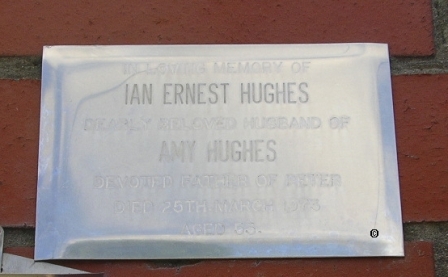 IN LOVING MEMORY OF
IAN ERNEST HUGHES
DEARLY BELOVED HUSBAND OF
AMY HUGHES
DEVOTED FATHER OF PETER
DIED 25TH MARCH
AGED